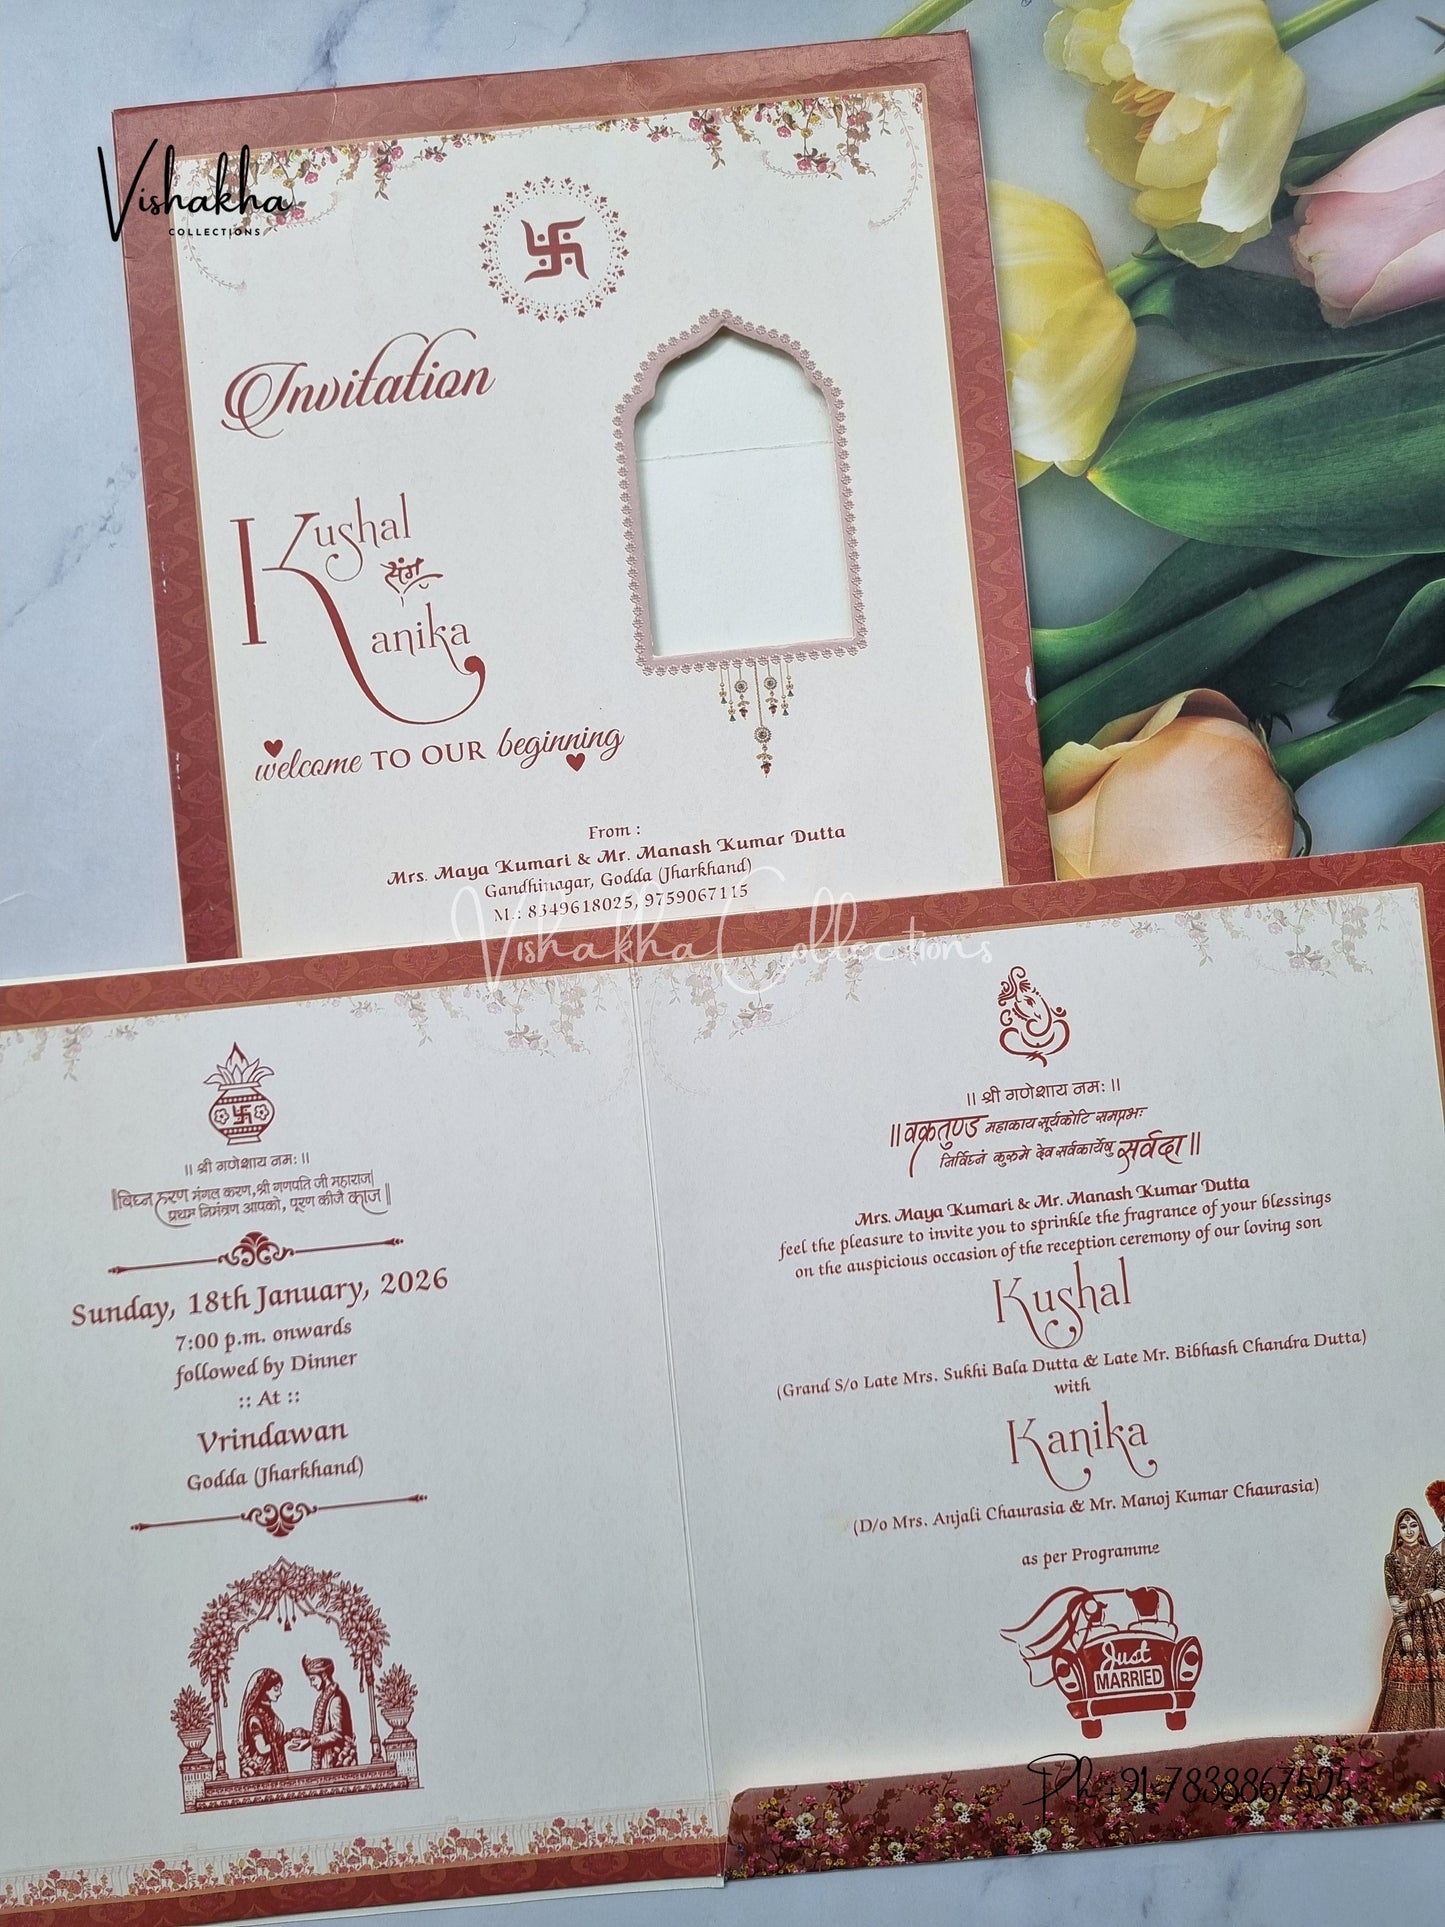 Vishakha
COLLECTIONS
Invitation
Kushal
संग
Kanika
welcome TO OUR beginning
From :
Mrs. Maya Kumari & Mr. Manash Kumar Dutta
Gandhinagar, Godda (Jharkhand)
M.: 8349618025, 9759067115
Vishakha Collections
|| श्री गणेशाय नमः ||
||विघ्न हरण मंगल करण, श्री गणपति जी महाराज|
प्रथम निमंत्रण आपको, पूरण कीजै काज||
Sunday, 18th January, 2026
7:00 p.m. onwards
followed by Dinner
:: At ::
Vrindawan
Godda (Jharkhand)
|| श्री गणेशाय नमः ||
||वक्रतुण्ड महाकाय सूर्यकोटि समप्रभः
निर्विघ्नं कुरुमे देव सर्वकार्येषु सर्वदा||
Mrs. Maya Kumari & Mr. Manash Kumar Dutta
feel the pleasure to invite you to sprinkle the fragrance of your blessings
on the auspicious occasion of the reception ceremony of our loving son
Kushal
(Grand S/o Late Mrs. Sukhi Bala Dutta & Late Mr. Bibhash Chandra Dutta)
with
Kanika
(D/o Mrs. Anjali Chaurasia & Mr. Manoj Kumar Chaurasia)
as per Programme
Just
MARRIED
Ph +91-7838867525